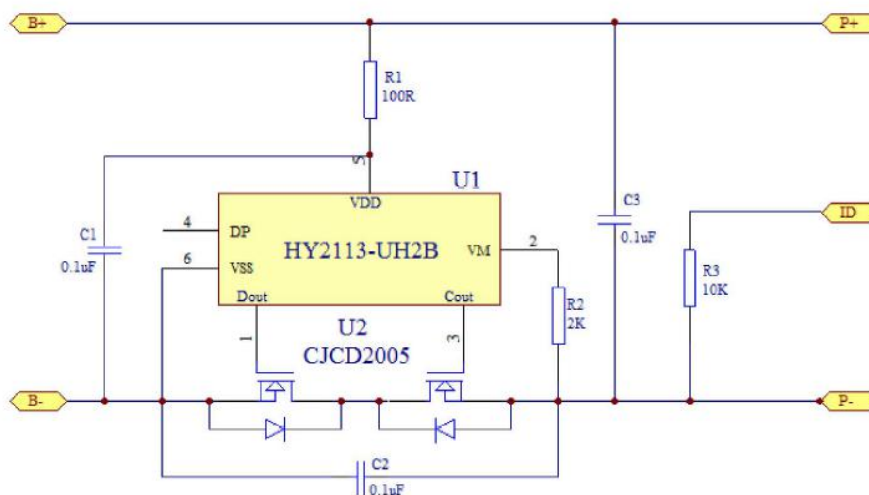 B+
P+
R1
100R
5
U1
VDD
C3
0.1uF
ID
4
DP
C1
0.1uF
HY2113-UH2B
VM
2
6
VSS
R3
10K
Dout
Cout
R2
2K
1
U2
3
CJCD2005
B-
P-
C2
0.1uF